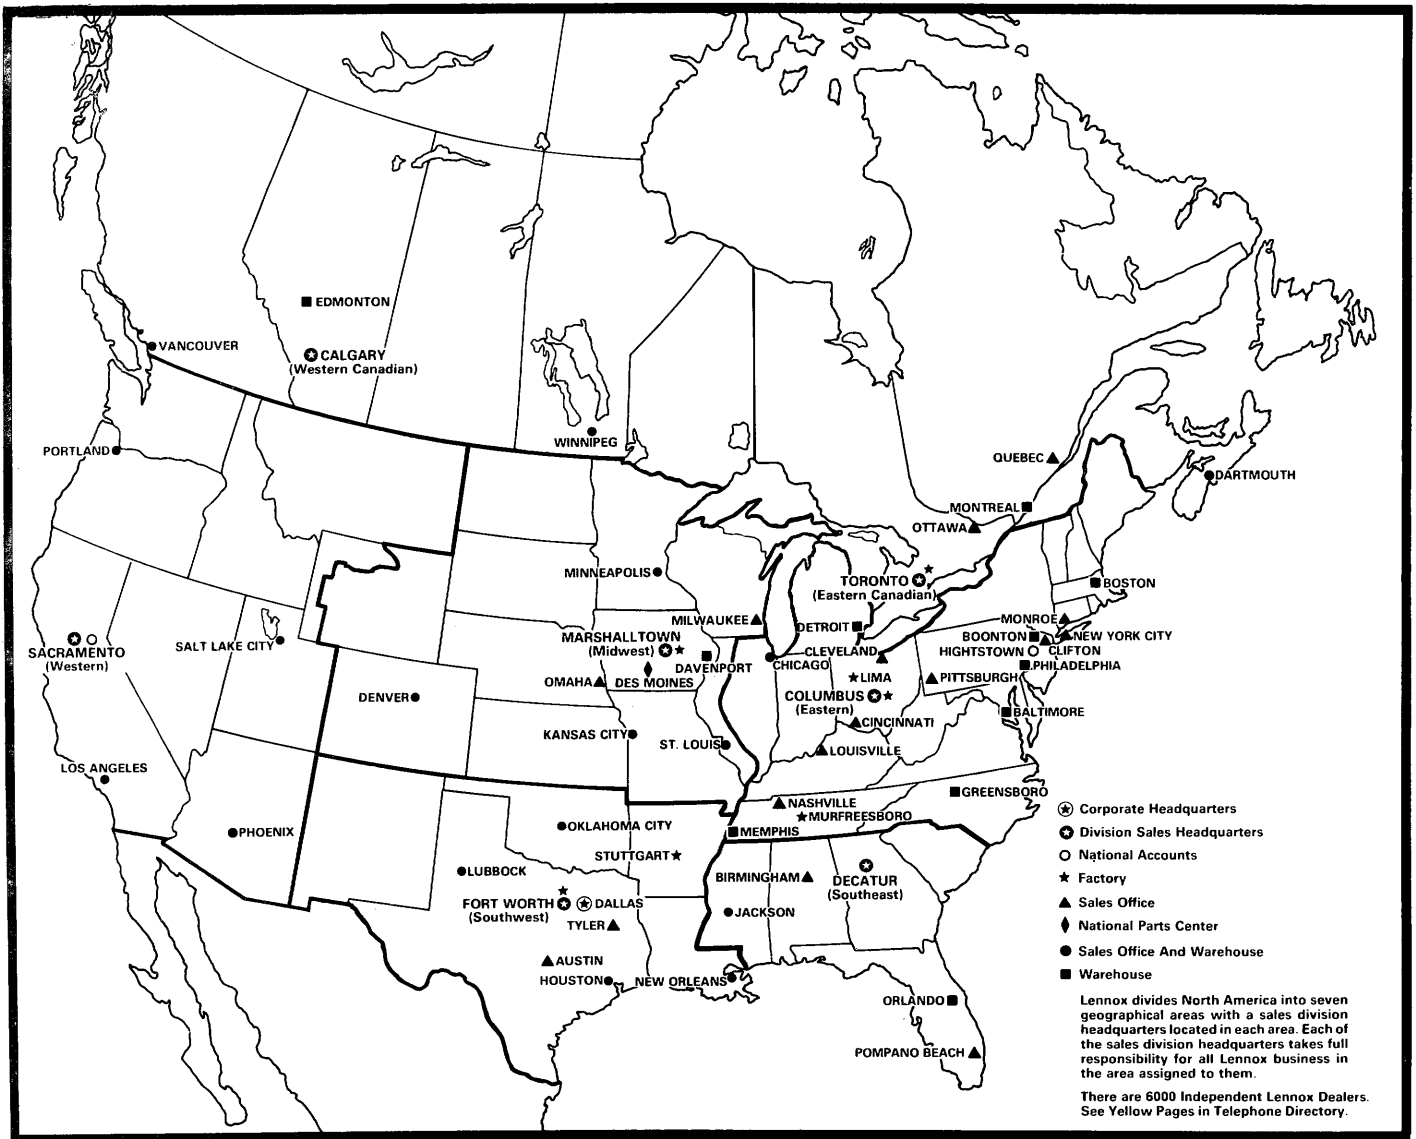 EDMONTON
VANCOUVER
CALGARY
(Western Canadian)
WINNIPEG
PORTLAND
QUEBEC
DARTMOUTH
MONTREAL
OTTAWA
MINNEAPOLIS
TORONTO
(Eastern Canadian)
BOSTON
MILWAUKEE
DETROIT
MONROE
SACRAMENTO
(Western)
SALT LAKE CITY
MARSHALLTOWN
(Midwest)
BOONTON
NEW YORK CITY
HIGHTSTOWN
CLIFTON
CLEVELAND
CHICAGO
DAVENPORT
PHILADELPHIA
OMAHA
DES MOINES
LIMA
PITTSBURGH
DENVER
COLUMBUS
(Eastern)
BALTIMORE
CINCINNATI
KANSAS CITY
ST. LOUIS
LOUISVILLE
LOS ANGELES
GREENSBORO
NASHVILLE
MURFREESBORO
PHOENIX
OKLAHOMA CITY
MEMPHIS
STUTTGART
LUBBOCK
BIRMINGHAM
DECATUR
(Southeast)
FORT WORTH
(Southwest)
DALLAS
JACKSON
TYLER
AUSTIN
HOUSTON
NEW ORLEANS
ORLANDO
POMPANO BEACH
Corporate Headquarters
Division Sales Headquarters
National Accounts
Factory
Sales Office
National Parts Center
Sales Office And Warehouse
Warehouse
Lennox divides North America into seven
geographical areas with a sales division
headquarters located in each area. Each of
the sales division headquarters takes full
responsibility for all Lennox business in
the area assigned to them.
There are 6000 Independent Lennox Dealers.
See Yellow Pages in Telephone Directory.